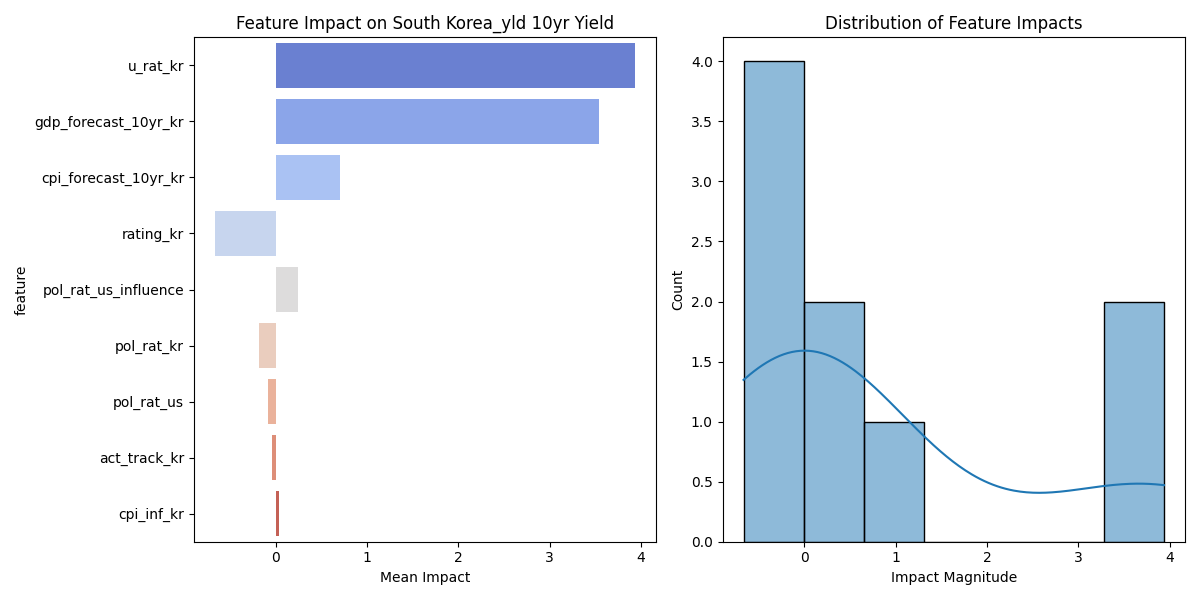 Feature Impact on South Korea_yld 10yr Yield
feature
u_rat_kr
gdp_forecast_10yr_kr
cpi_forecast_10yr_kr
rating_kr
pol_rat_us_influence
pol_rat_kr
pol_rat_us
act_track_kr
cpi_inf_kr
0 1 2 3 4
Mean Impact
Distribution of Feature Impacts
Count
4.0
3.5
3.0
2.5
2.0
1.5
1.0
0.5
0.0
0 1 2 3 4
Impact Magnitude